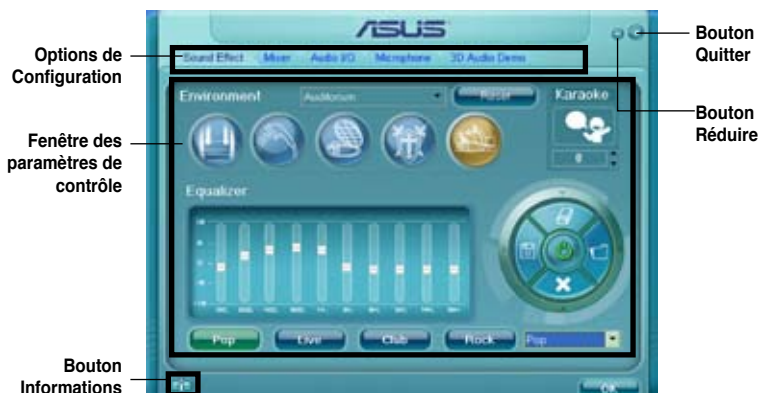 ASUS
Bouton
Quitter
Options de
Configuration
Sound Effect Mixer Audio I/O Microphone 3D Audio Demo
Bouton
Réduire
Environment Auditorium Reset Karaoke
0
Fenêtre des
paramètres de
contrôle
Equalizer
Pop Live Club Rock Pop
Bouton
Informations
OK